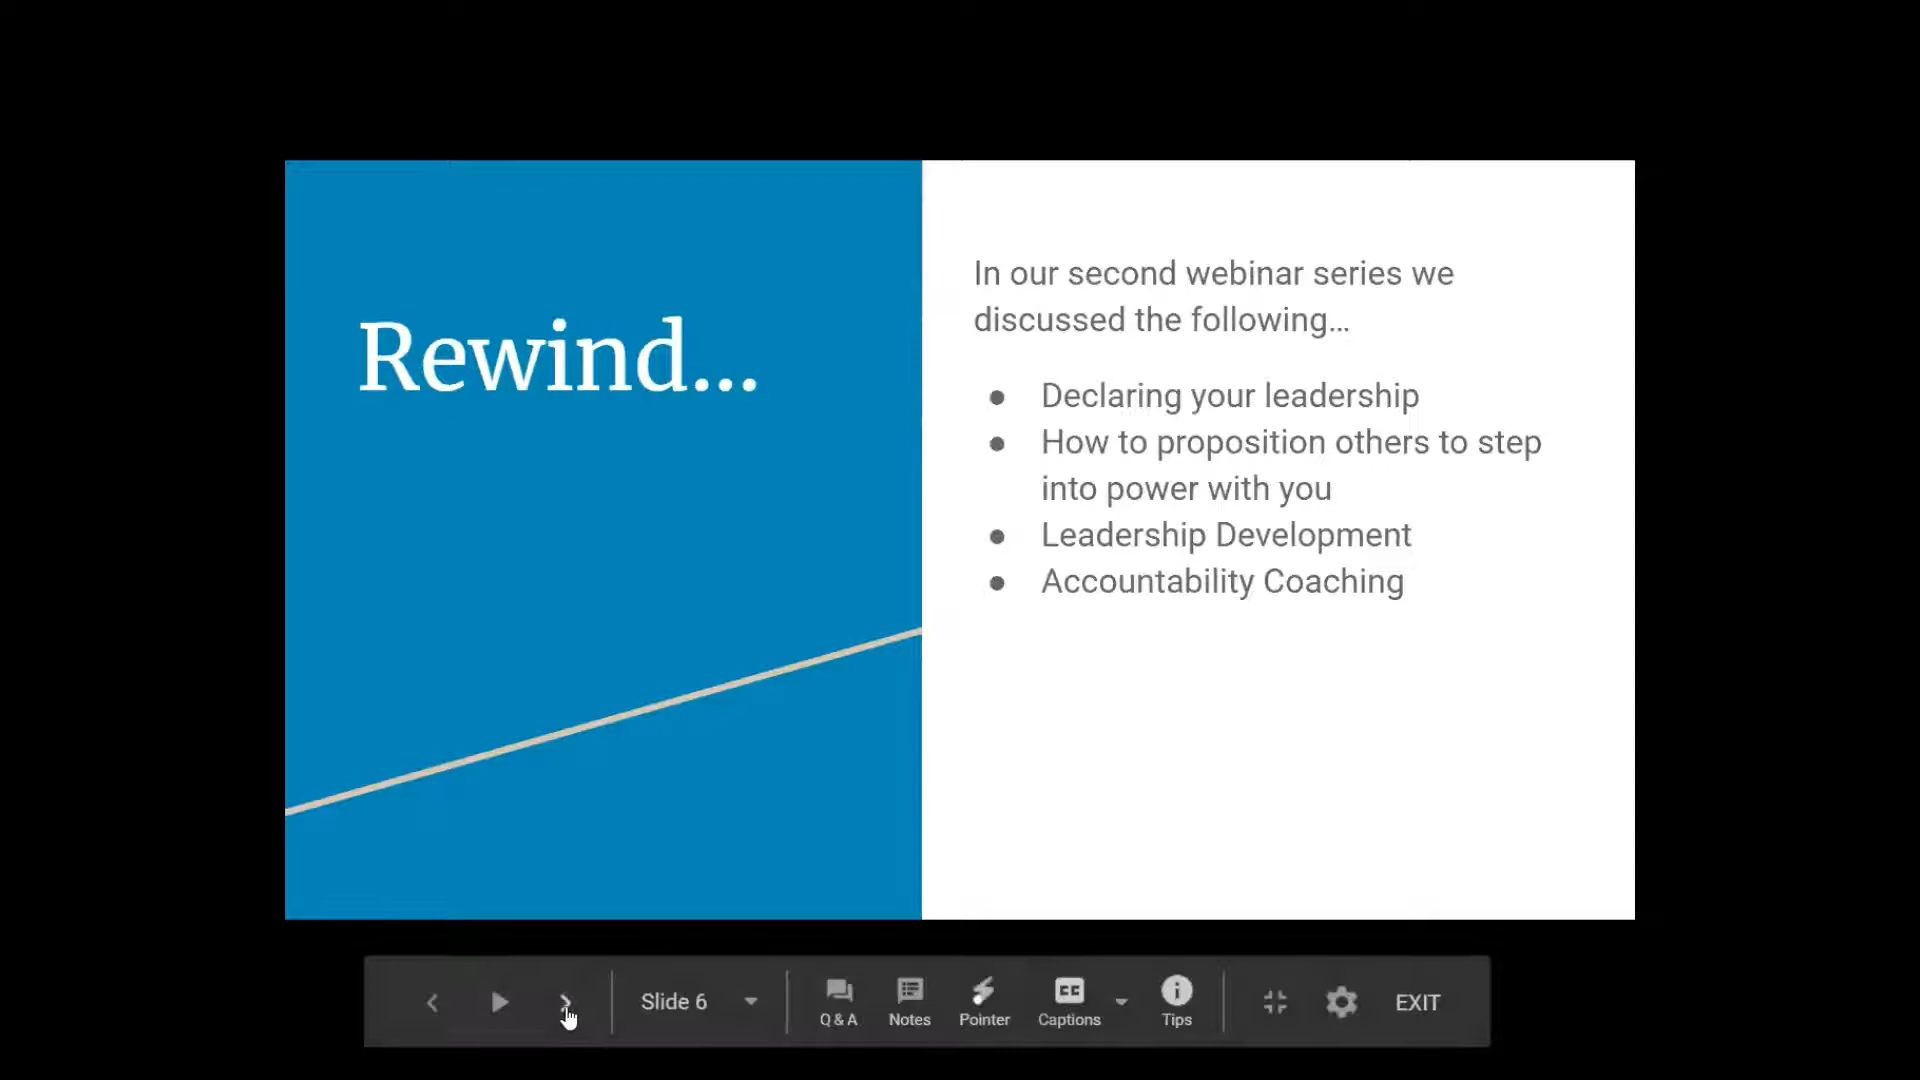 Rewind...
In our second webinar series we
discussed the following...
● Declaring your leadership
● How to proposition others to step
into power with you
● Leadership Development
● Accountability Coaching
Slide 6
Q & A
Notes
Pointer
Captions
Tips
EXIT